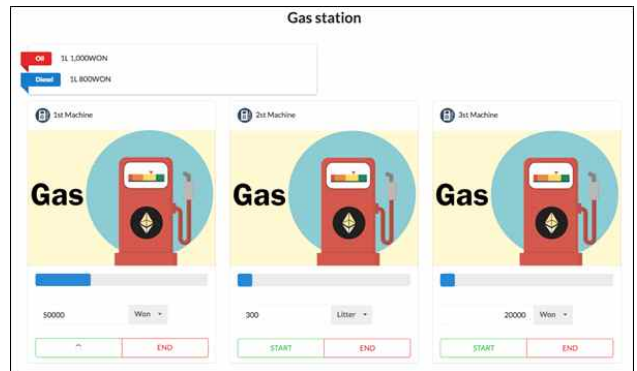 Gas station
Oil 1L 1,000WON
Diesel 1L 800WON
1st Machine
2st Machine
3st Machine
Gas
Gas
Gas
50000 Won
300 Litter
20000 Won
END
START END
START END